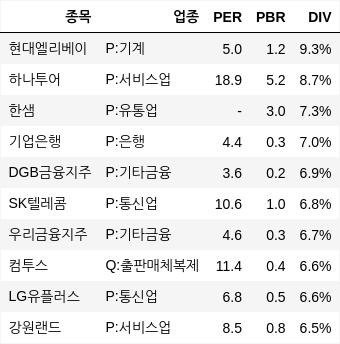 종목 업종 PER PBR DIV
현대엘리베이 P:기계 5.0 1.2 9.3%
하나투어 P:서비스업 18.9 5.2 8.7%
한샘 P:유통업 - 3.0 7.3%
기업은행 P:은행 4.4 0.3 7.0%
DGB금융지주 P:기타금융 3.6 0.2 6.9%
SK텔레콤 P:통신업 10.6 1.0 6.8%
우리금융지주 P:기타금융 4.6 0.3 6.7%
컴투스 Q:출판매체복제 11.4 0.4 6.6%
LG유플러스 P:통신업 6.8 0.5 6.6%
강원랜드 P:서비스업 8.5 0.8 6.5%